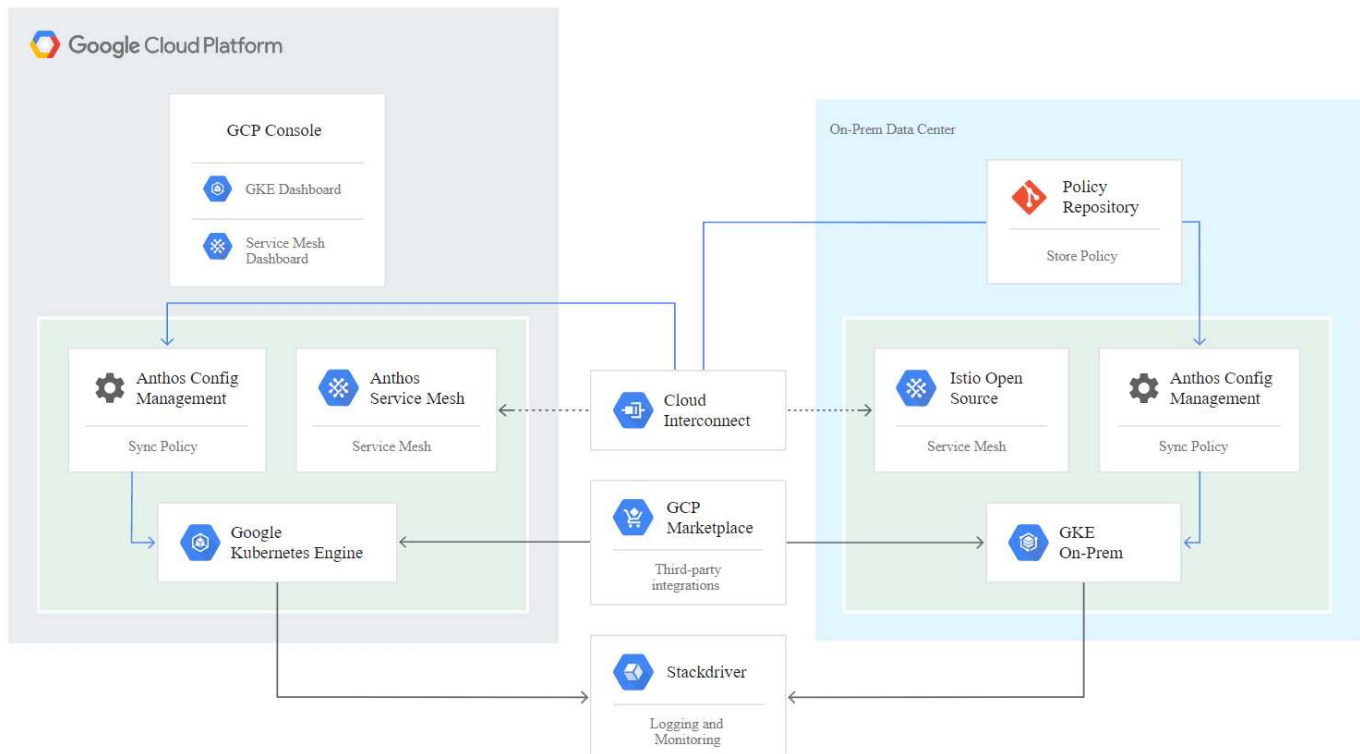 Google Cloud Platform
GCP Console
GKE Dashboard
Service Mesh
Dashboard
On-Prem Data Center
Policy
Repository
Store Policy
Anthos Config
Management
Sync Policy
Anthos
Service Mesh
Service Mesh
Cloud
Interconnect
Istio Open
Source
Service Mesh
Anthos Config
Management
Sync Policy
Google
Kubernetes Engine
GCP
Marketplace
Third-party
integrations
GKE
On-Prem
Stackdriver
Logging and
Monitoring